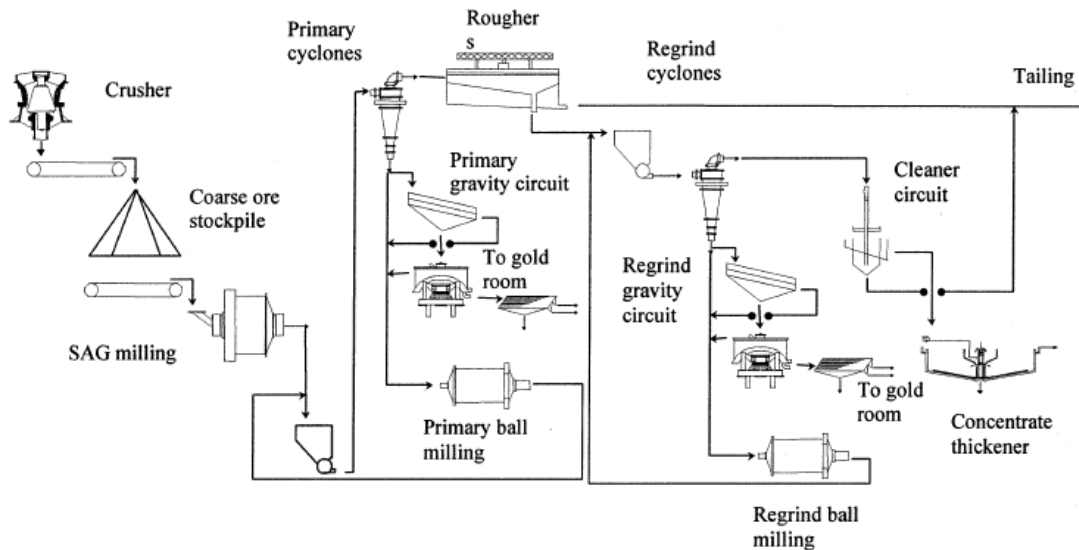 Crusher
Coarse ore
stockpile
SAG milling
Primary
cyclones
Rougher
s
Regrind
cyclones
Tailing
Primary
gravity circuit
To gold
room
Primary ball
milling
Cleaner
circuit
Regrind
gravity
circuit
To gold
room
Concentrate
thickener
Regrind ball
milling